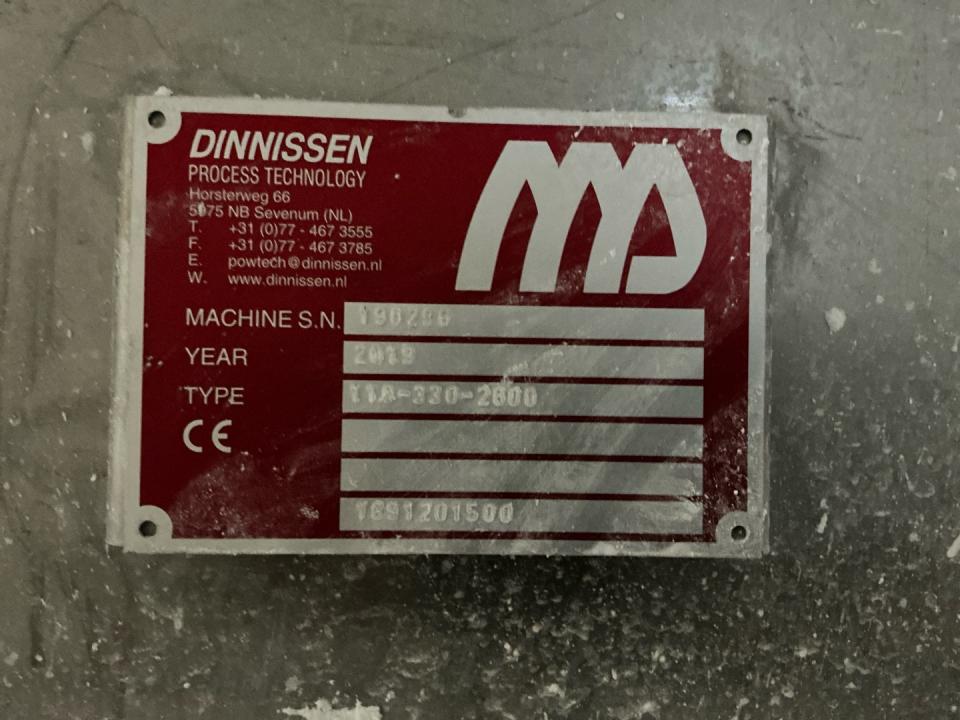 DINNISSEN
PROCESS TECHNOLOGY
Horsterweg 66
5975 NB Sevenum (NL)
T. +31 (0)77 - 467 3555
F. +31 (0)77 - 467 3785
E. powtech@dinnissen.nl
W. www.dinnissen.nl
MACHINE S.N.
YEAR 2019
TYPE
CE
1691201500